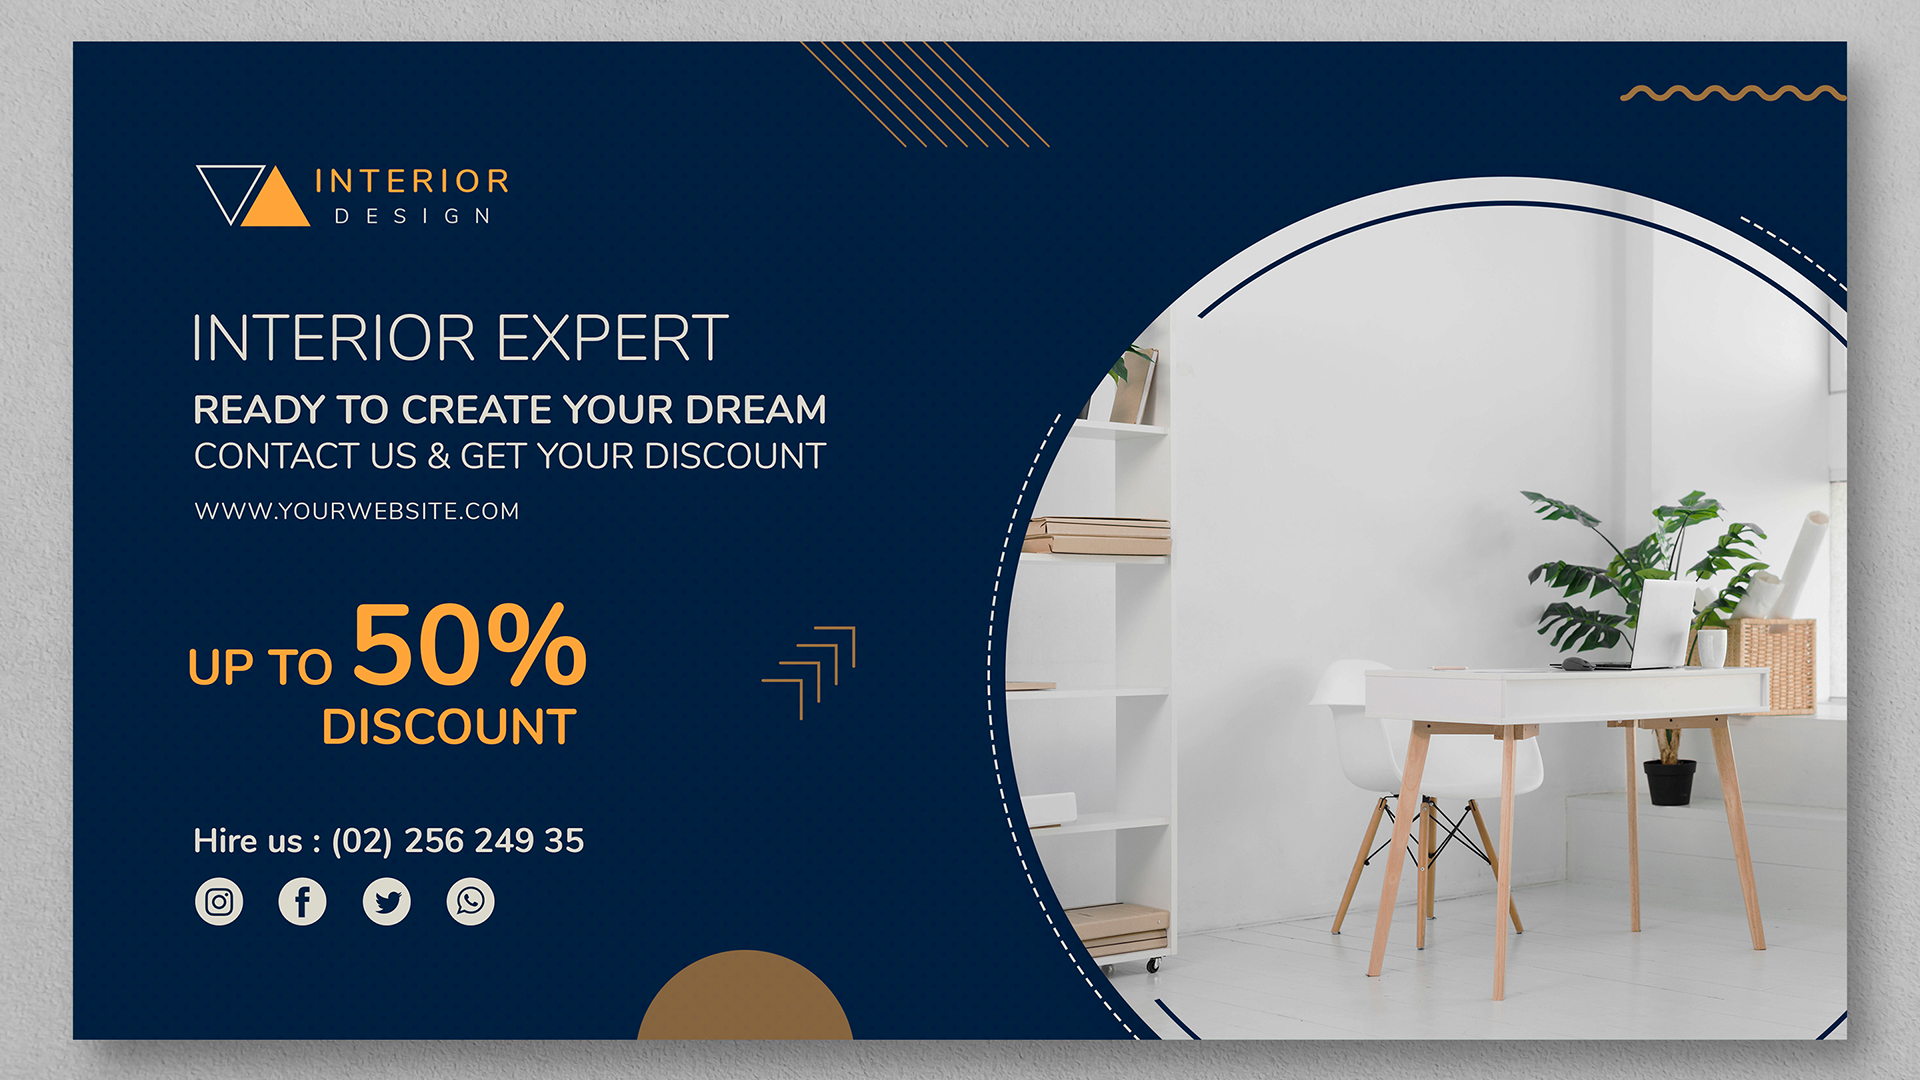 INTERIOR
DESIGN
INTERIOR EXPERT
READY TO CREATE YOUR DREAM
CONTACT US & GET YOUR DISCOUNT
WWW.YOURWEBSITE.COM
UP TO 50%
DISCOUNT
Hire us : (02) 256 249 35